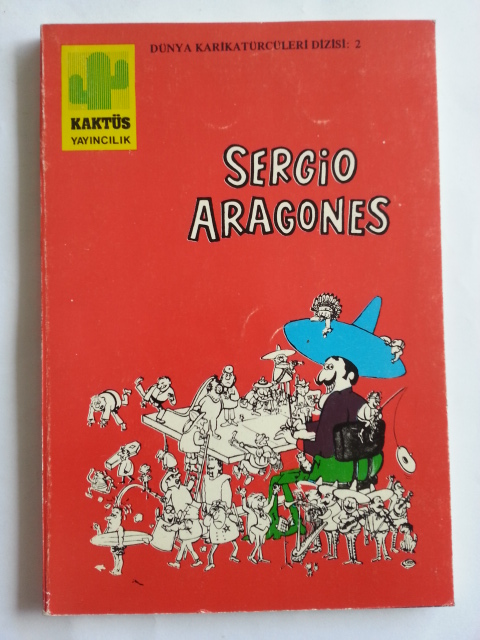 DÜNYA KARİKATÜRCÜLERİ DİZİSİ: 2
KAKTÜS
YAYINCILIK
SERGiO
ARAGONES